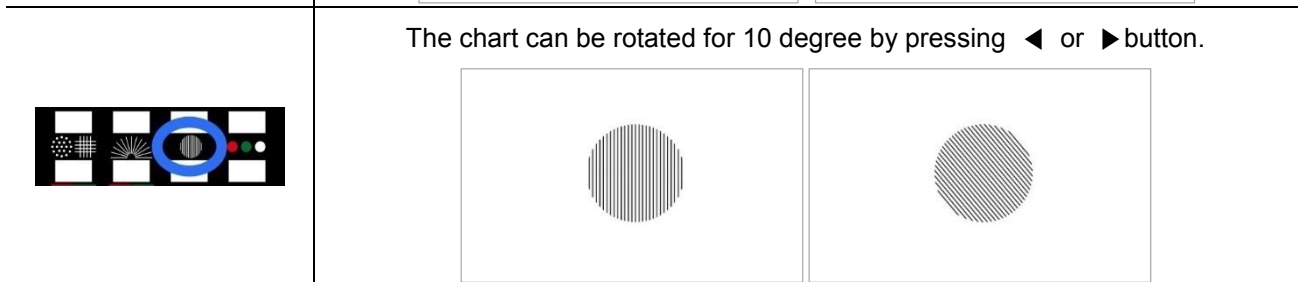 The chart can be rotated for 10 degree by pressing ◀ or ▶ button.